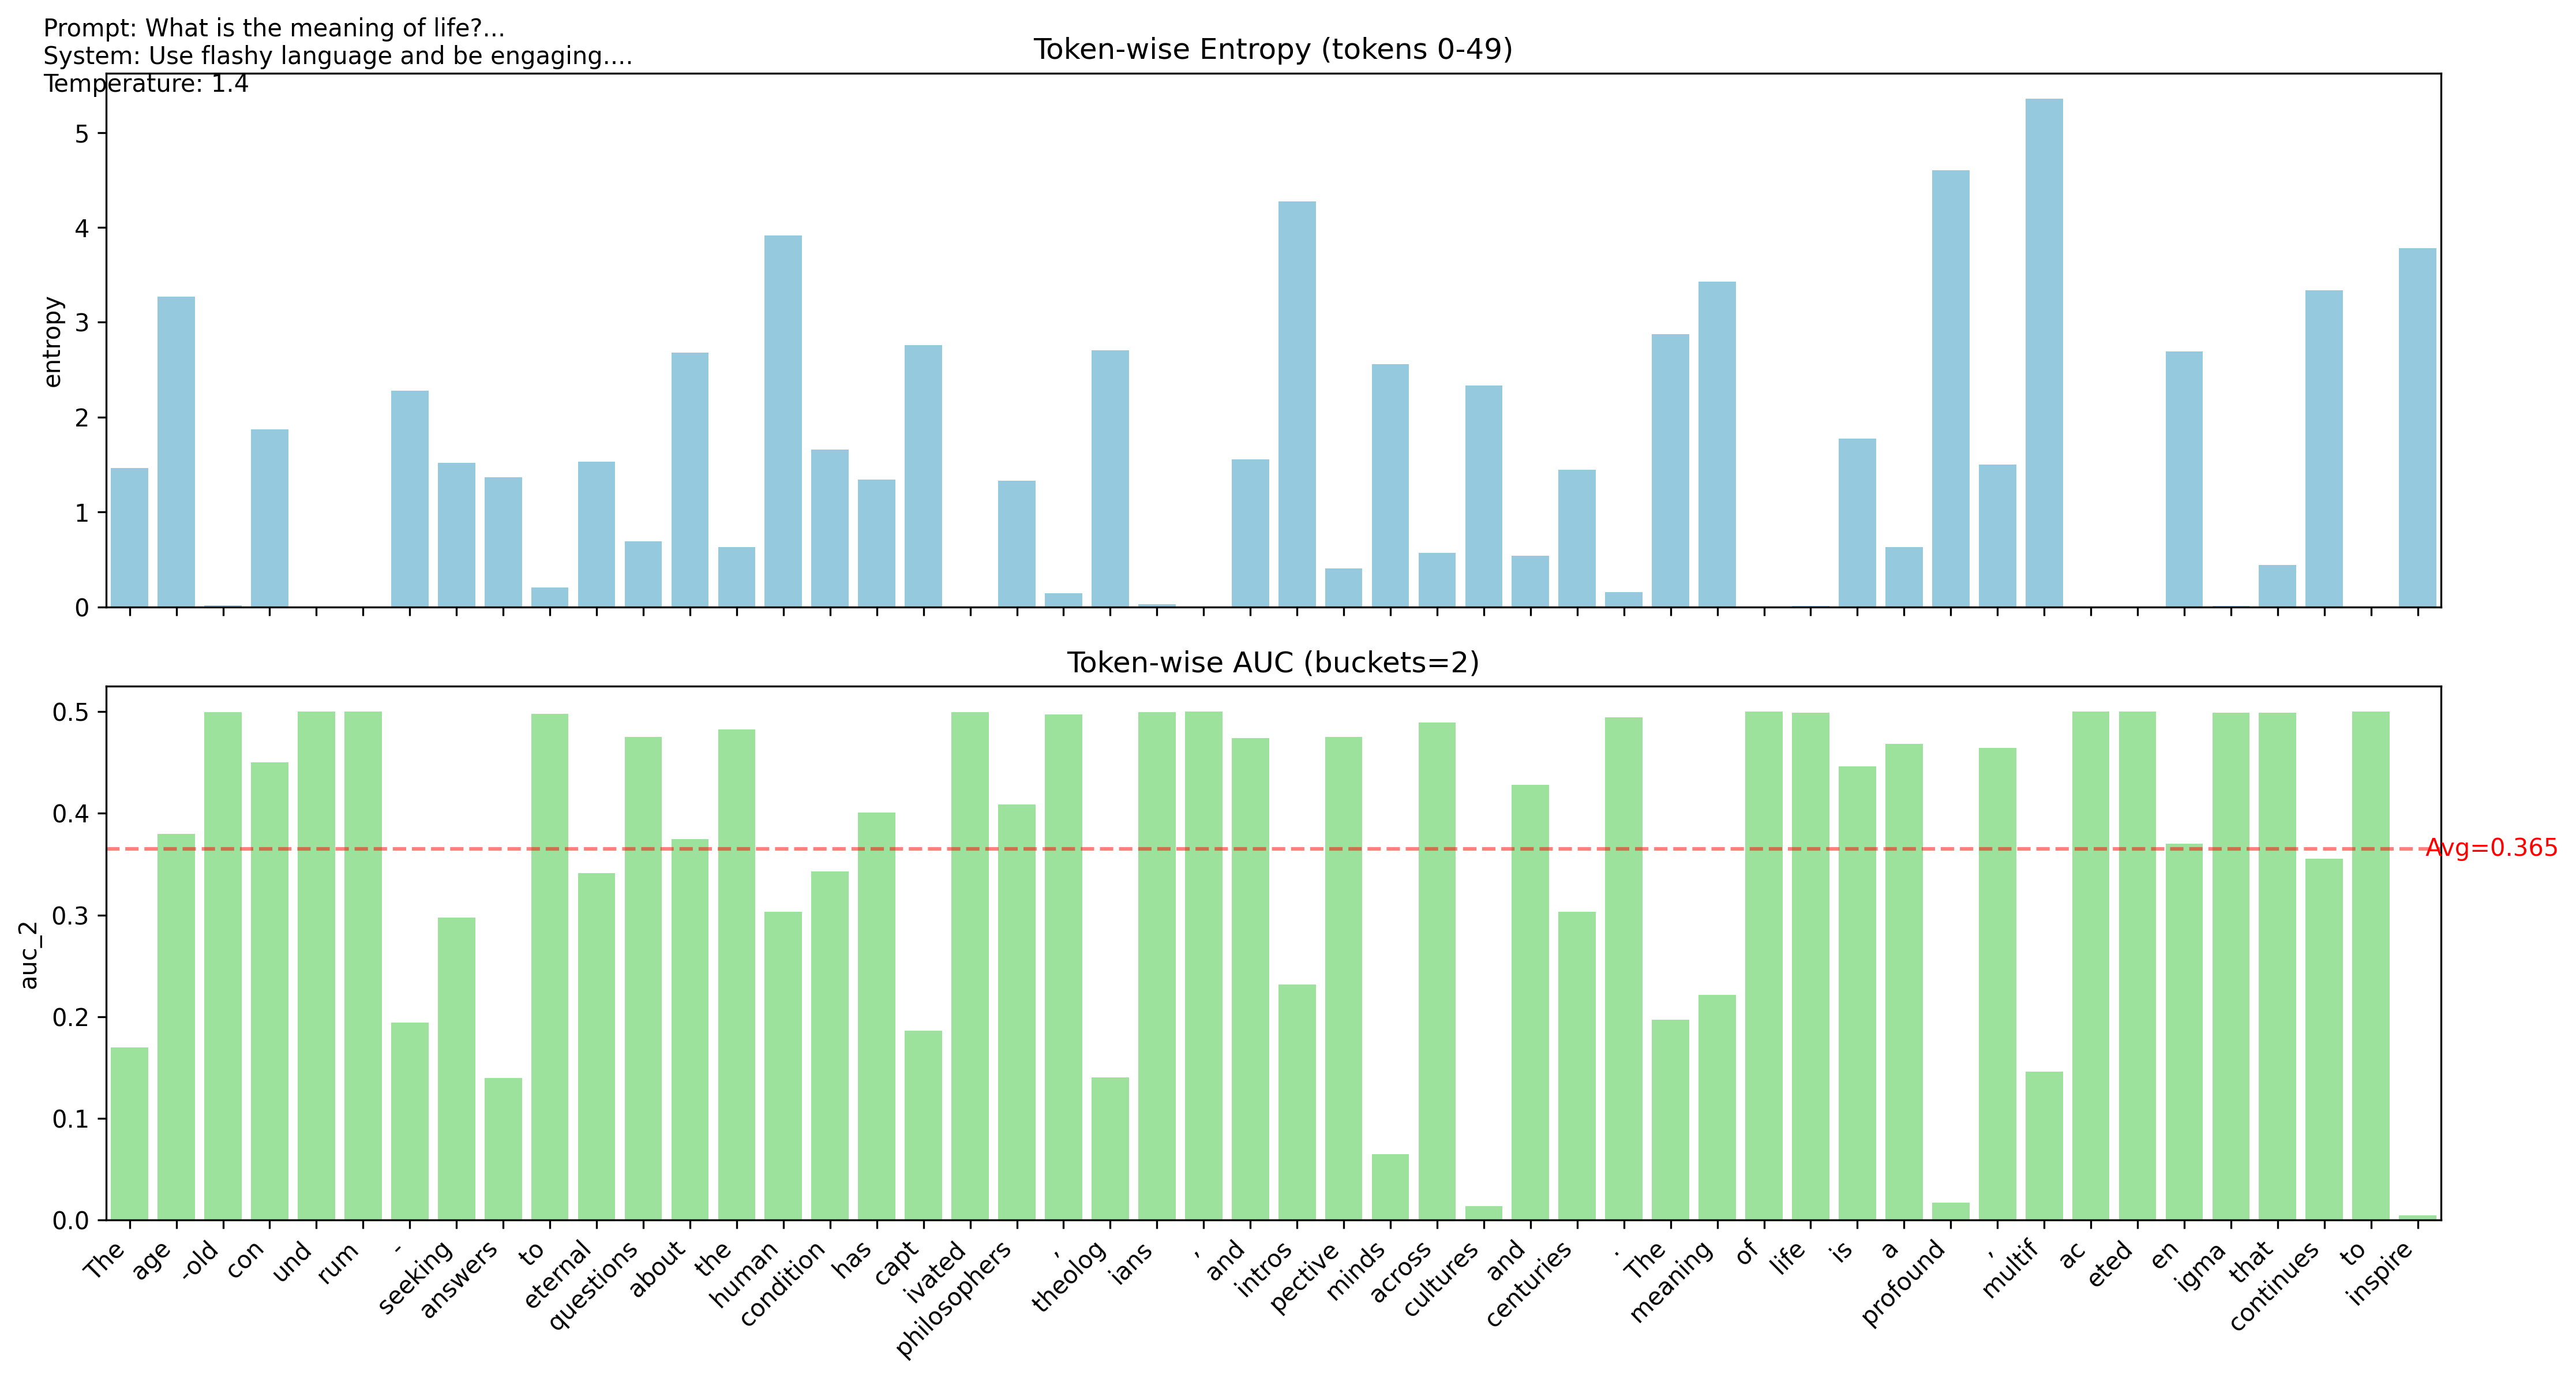 Prompt: What is the meaning of life?...
System: Use flashy language and be engaging....
Temperature: 1.4
Token-wise Entropy (tokens 0-49)
entropy
5
4
3
2
1
0
Token-wise AUC (buckets=2)
auc_2
0.5
0.4
0.3
0.2
0.1
0.0
Avg=0.365
The
age
-old
con
und
rum
-
seeking
answers
to
eternal
questions
about
the
human
condition
has
capt
ivated
philosophers
,
theolog
ians
,
and
intros
pective
minds
across
cultures
and
centuries
.
The
meaning
of
life
is
a
profound
,
multif
ac
eted
en
igma
that
continues
to
inspire